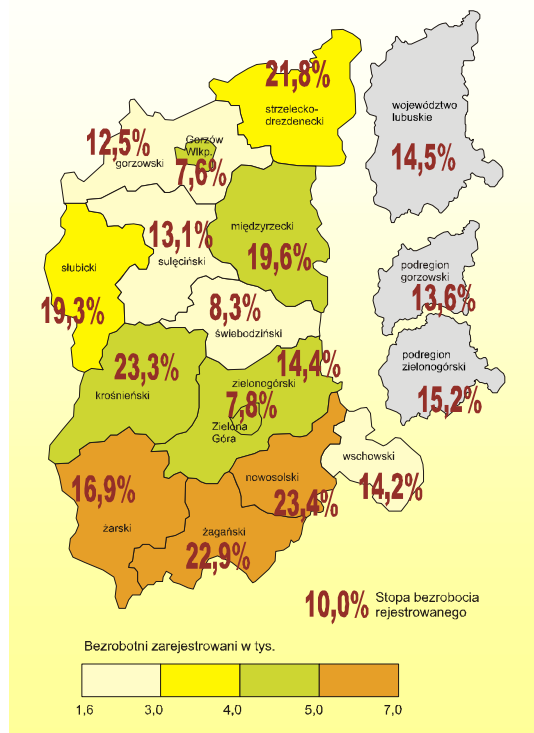 21,8%
strzelecko-
drezdenecki
województwo
lubuskie
14,5%
12,5%
gorzowski
Gorzów
Wlkp.
7,6%
międzyrzecki
19,6%
13,1%
sulęciński
słubicki
19,3%
podregion
gorzowski
13,6%
8,3%
świebodziński
podregion
zielonogórski
15,2%
23,3%
krośnieński
14,4%
zielonogórski
7,8%
Zielona
Góra
wschowski
14,2%
nowosolski
23,4%
16,9%
żarski
żagański
22,9%
10,0% Stopa bezrobocia
rejestrowanego
Bezrobotni zarejestrowani w tys.
1,6 3,0 4,0 5,0 7,0